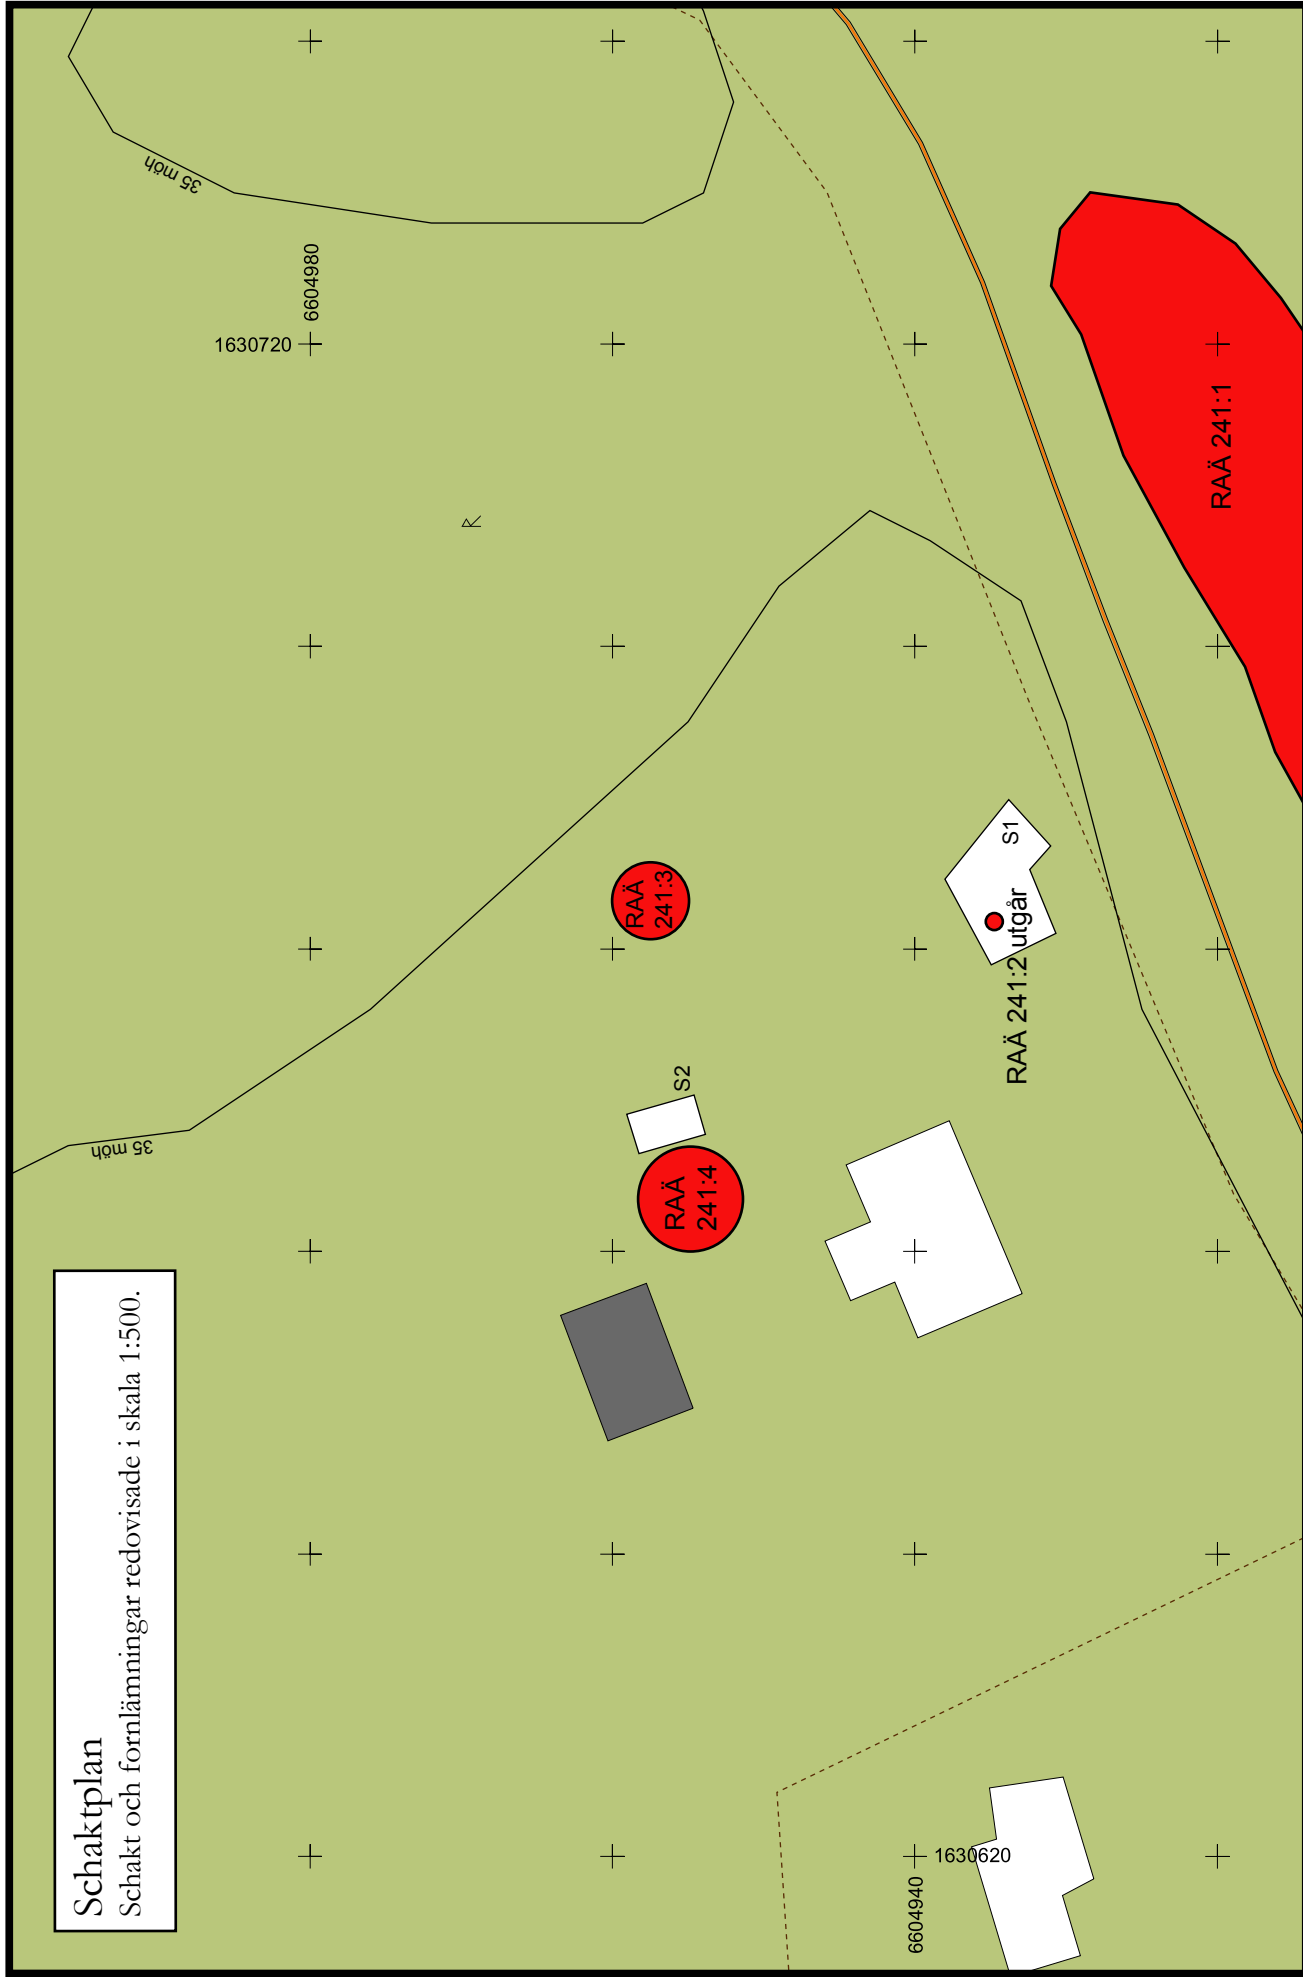 Schaktplan
Schakt och fornlämningar redovisade i skala 1:500.
35 möh
6604980
1630720
R
RAÄ 241:1
RAÄ
241:3
S1
RAÄ 241:2 utgår
S2
35 möh
RAÄ
241:4
1630620
6604940